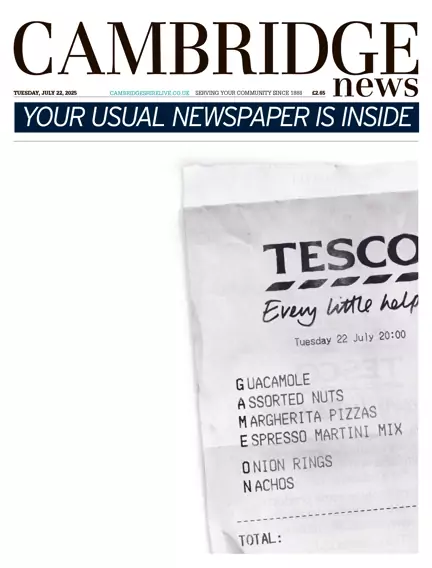 CAMBRIDGE
news
TUESDAY, JULY 22, 2025 CAMBRIDGESHIRELIVE.CO.UK SERVING YOUR COMMUNITY SINCE 1888 £2.65
YOUR USUAL NEWSPAPER IS INSIDE
TESCO
Every little help
Tuesday 22 July 20:00
GUACAMOLE
ASSORTED NUTS
MARGHERITA PIZZAS
ESPRESSO MARTINI MIX
ONION RINGS
NACHOS
TOTAL: